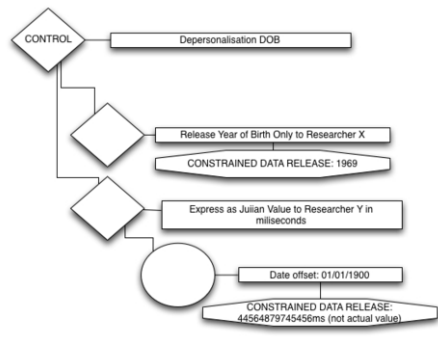 CONTROL
Depersonalisation DOB
Release Year of Birth Only to Researcher X
CONSTRAINED DATA RELEASE: 1969
Express as Juiian Value to Researcher Y in
miliseconds
Date offset: 01/01/1900
CONSTRAINED DATA RELEASE:
44564879745456ms (not actual value)